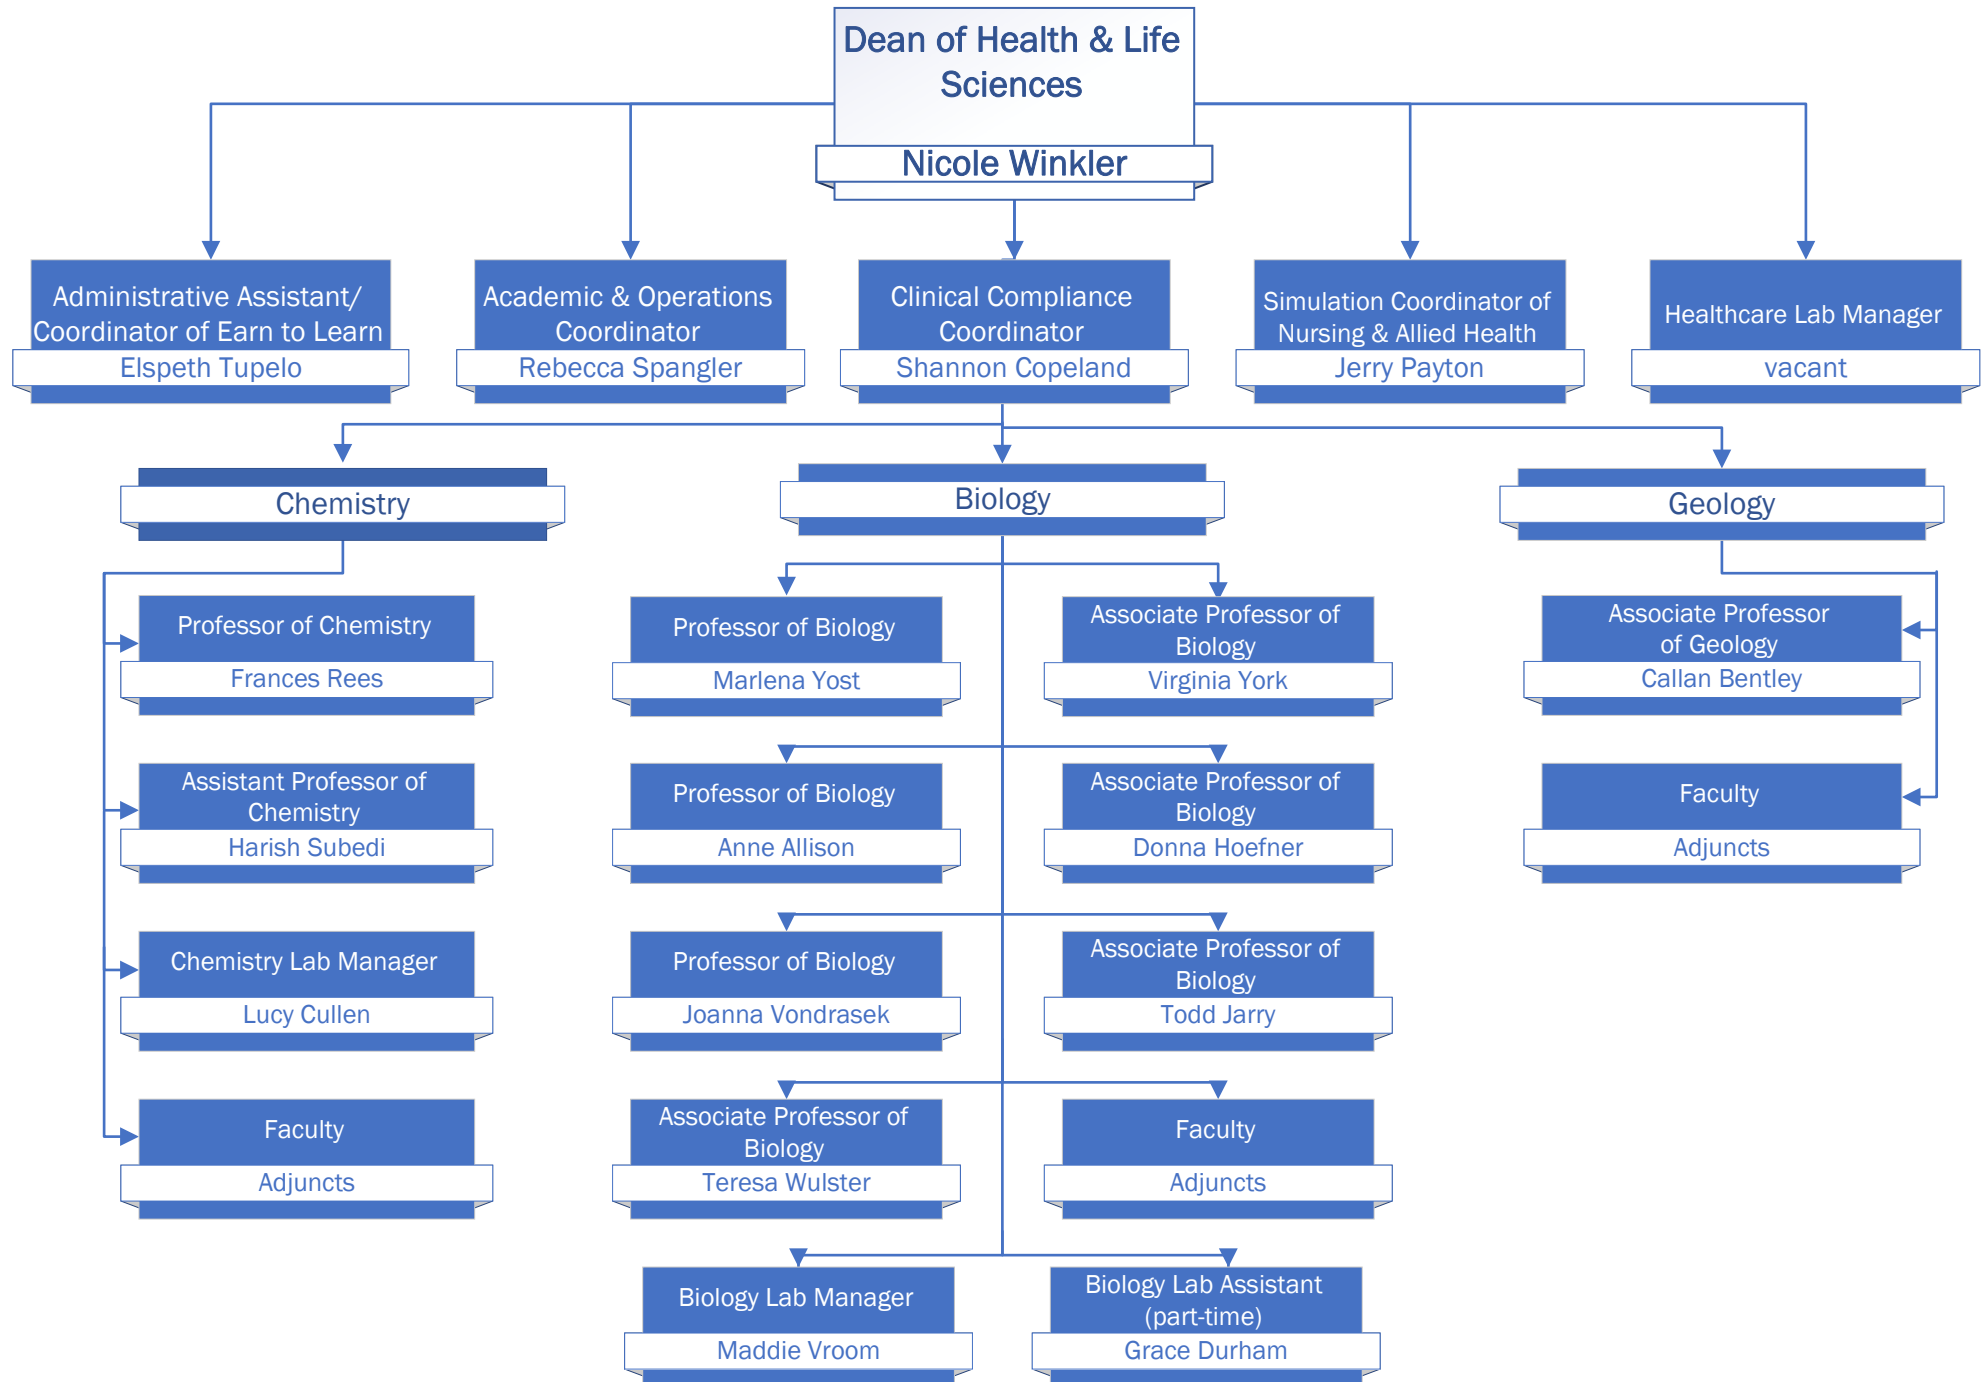 Dean of Health & Life
Sciences
Nicole Winkler
Administrative Assistant/
Coordinator of Earn to Learn
Elspeth Tupelo
Academic & Operations
Coordinator
Rebecca Spangler
Clinical Compliance
Coordinator
Shannon Copeland
Simulation Coordinator of
Nursing & Allied Health
Jerry Payton
Healthcare Lab Manager
vacant
Chemistry
Biology
Geology
Professor of Chemistry
Frances Rees
Assistant Professor of
Chemistry
Harish Subedi
Chemistry Lab Manager
Lucy Cullen
Faculty
Adjuncts
Professor of Biology
Marlena Yost
Associate Professor of
Biology
Virginia York
Professor of Biology
Anne Allison
Associate Professor of
Biology
Donna Hoefner
Professor of Biology
Joanna Vondrasek
Associate Professor of
Biology
Todd Jarry
Associate Professor of
Biology
Teresa Wulster
Faculty
Adjuncts
Biology Lab Manager
Maddie Vroom
Biology Lab Assistant
(part-time)
Grace Durham
Associate Professor
of Geology
Callan Bentley
Faculty
Adjuncts